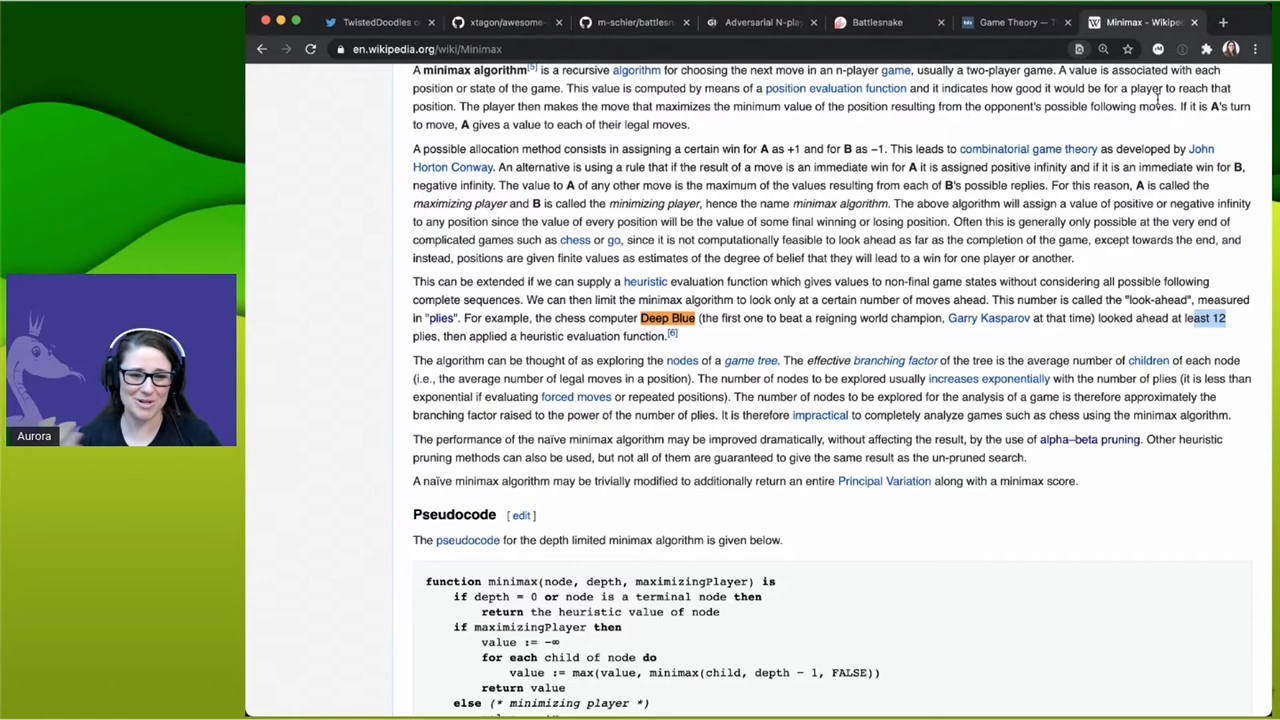 TwistedDoodles o
xtagon/awesome-
m-schier/battlesn
Adversarial N-play
Battlesnake
Game Theory — T
Minimax - Wikiped
en.wikipedia.org/wiki/Minimax
A minimax algorithm[5] is a recursive algorithm for choosing the next move in an n-player game, usually a two-player game. A value is associated with each
position or state of the game. This value is computed by means of a position evaluation function and it indicates how good it would be for a player to reach that
position. The player then makes the move that maximizes the minimum value of the position resulting from the opponent's possible following moves. If it is A's turn
to move, A gives a value to each of their legal moves.
A possible allocation method consists in assigning a certain win for A as +1 and for B as −1. This leads to combinatorial game theory as developed by John
Horton Conway. An alternative is using a rule that if the result of a move is an immediate win for A it is assigned positive infinity and if it is an immediate win for B,
negative infinity. The value to A of any other move is the maximum of the values resulting from each of B's possible replies. For this reason, A is called the
maximizing player and B is called the minimizing player, hence the name minimax algorithm. The above algorithm will assign a value of positive or negative infinity
to any position since the value of every position will be the value of some final winning or losing position. Often this is generally only possible at the very end of
complicated games such as chess or go, since it is not computationally feasible to look ahead as far as the completion of the game, except towards the end, and
instead, positions are given finite values as estimates of the degree of belief that they will lead to a win for one player or another.
This can be extended if we can supply a heuristic evaluation function which gives values to non-final game states without considering all possible following
complete sequences. We can then limit the minimax algorithm to look only at a certain number of moves ahead. This number is called the "look-ahead", measured
in "plies". For example, the chess computer Deep Blue (the first one to beat a reigning world champion, Garry Kasparov at that time) looked ahead at least 12
plies, then applied a heuristic evaluation function.[6]
The algorithm can be thought of as exploring the nodes of a game tree. The effective branching factor of the tree is the average number of children of each node
(i.e., the average number of legal moves in a position). The number of nodes to be explored usually increases exponentially with the number of plies (it is less than
exponential if evaluating forced moves or repeated positions). The number of nodes to be explored for the analysis of a game is therefore approximately the
branching factor raised to the power of the number of plies. It is therefore impractical to completely analyze games such as chess using the minimax algorithm.
The performance of the naïve minimax algorithm may be improved dramatically, without affecting the result, by the use of alpha–beta pruning. Other heuristic
pruning methods can also be used, but not all of them are guaranteed to give the same result as the un-pruned search.
A naïve minimax algorithm may be trivially modified to additionally return an entire Principal Variation along with a minimax score.
Pseudocode [ edit ]
The pseudocode for the depth limited minimax algorithm is given below.
function minimax(node, depth, maximizingPlayer) is
if depth = 0 or node is a terminal node then
return the heuristic value of node
if maximizingPlayer then
value := −∞
for each child of node do
value := max(value, minimax(child, depth − 1, FALSE))
return value
else (* minimizing player *)
Aurora